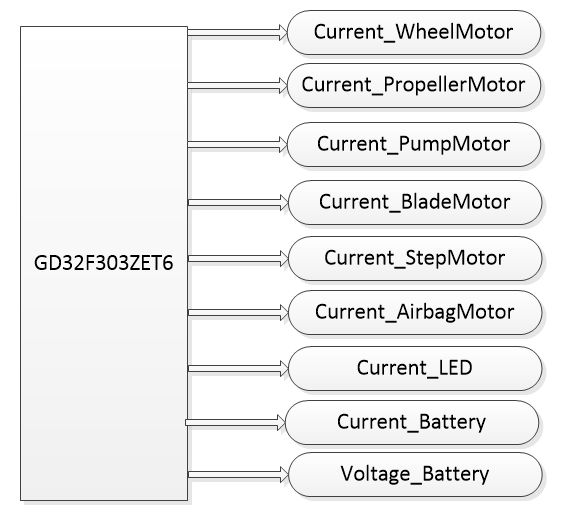 Current_WheelMotor
Current_PropellerMotor
Current_PumpMotor
Current_BladeMotor
GD32F303ZET6
Current_StepMotor
Current_AirbagMotor
Current_LED
Current_Battery
Voltage_Battery